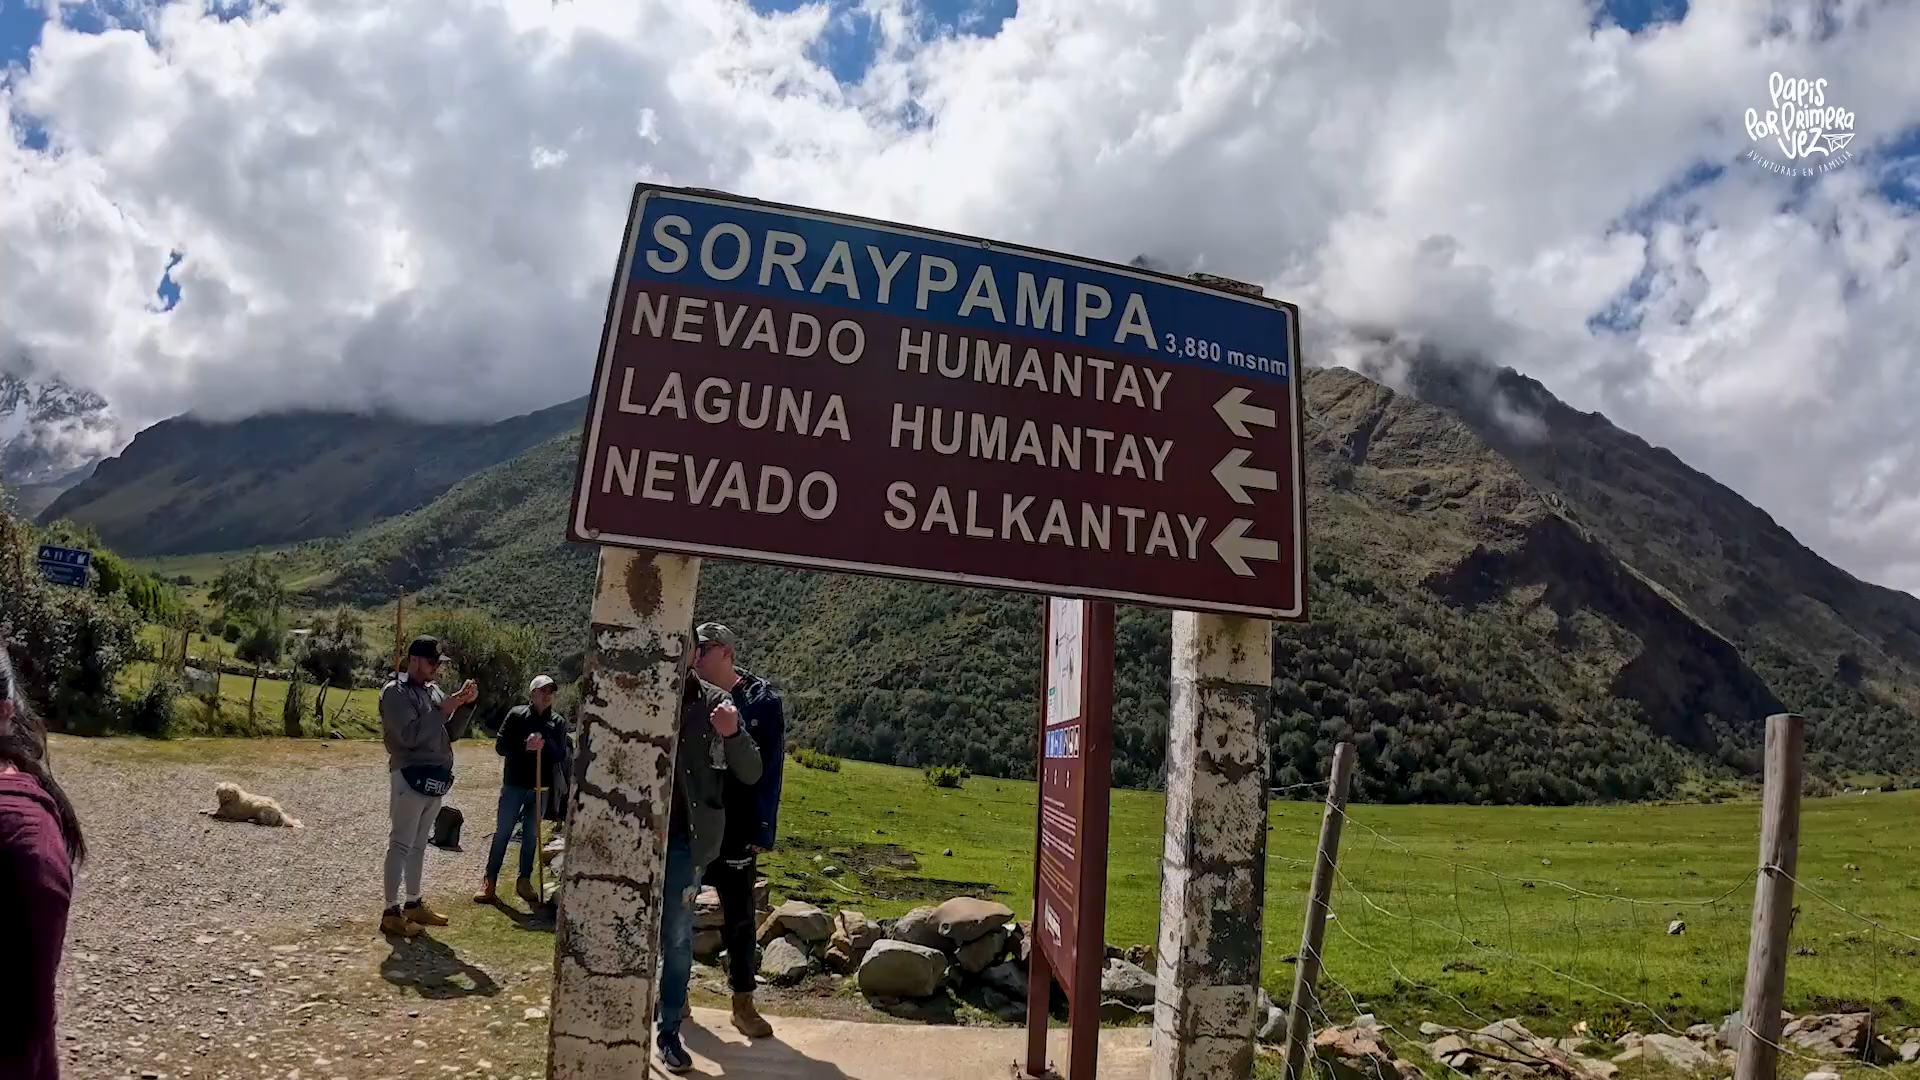 SORAYPAMPA 3,880 msnm
NEVADO HUMANTAY
LAGUNA HUMANTAY
NEVADO SALKANTAY
Papis
Por Primera
Vez
AVENTURAS EN FAMILIA
FILA